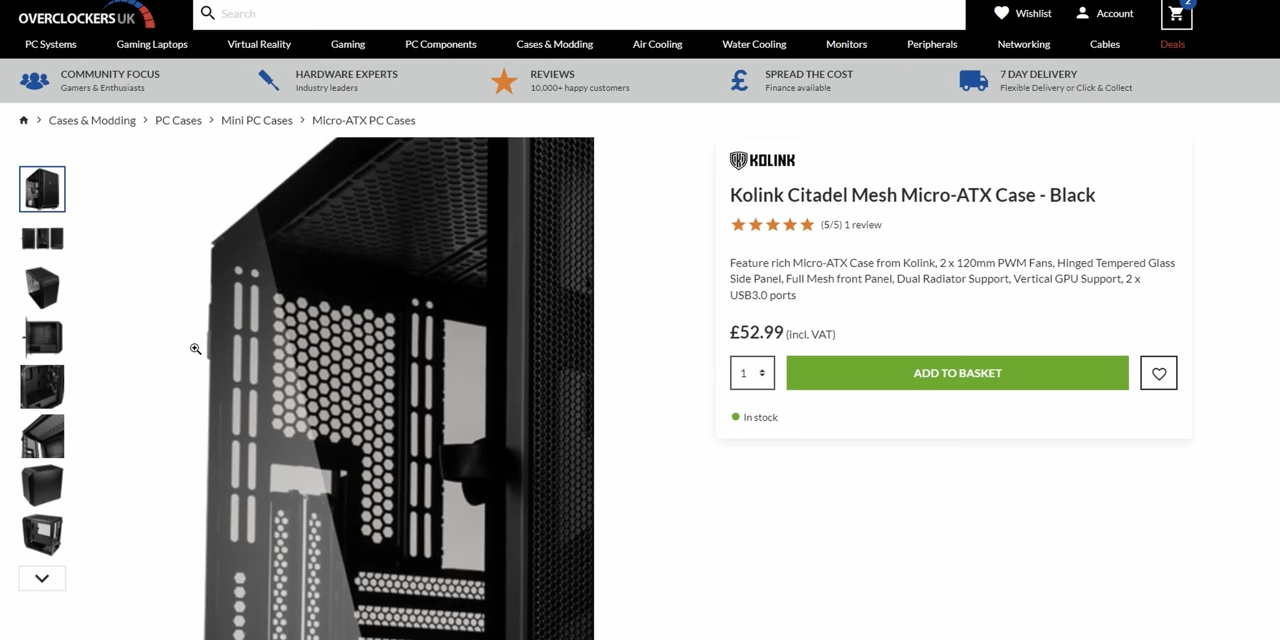 OVERCLOCKERS UK
Search
Wishlist
Account
2
PC Systems
Gaming Laptops
Virtual Reality
Gaming
PC Components
Cases & Modding
Air Cooling
Water Cooling
Monitors
Peripherals
Networking
Cables
Deals
COMMUNITY FOCUS
Gamers & Enthusiasts
HARDWARE EXPERTS
Industry leaders
REVIEWS
10,000+ happy customers
SPREAD THE COST
Finance available
7 DAY DELIVERY
Flexible Delivery or Click & Collect
Cases & Modding
PC Cases
Mini PC Cases
Micro-ATX PC Cases
KOLINK
Kolink Citadel Mesh Micro-ATX Case - Black
(5/5) 1 review
Feature rich Micro-ATX Case from Kolink, 2 x 120mm PWM Fans, Hinged Tempered Glass
Side Panel, Full Mesh front Panel, Dual Radiator Support, Vertical GPU Support, 2 x
USB3.0 ports
£52.99 (incl. VAT)
1
ADD TO BASKET
In stock